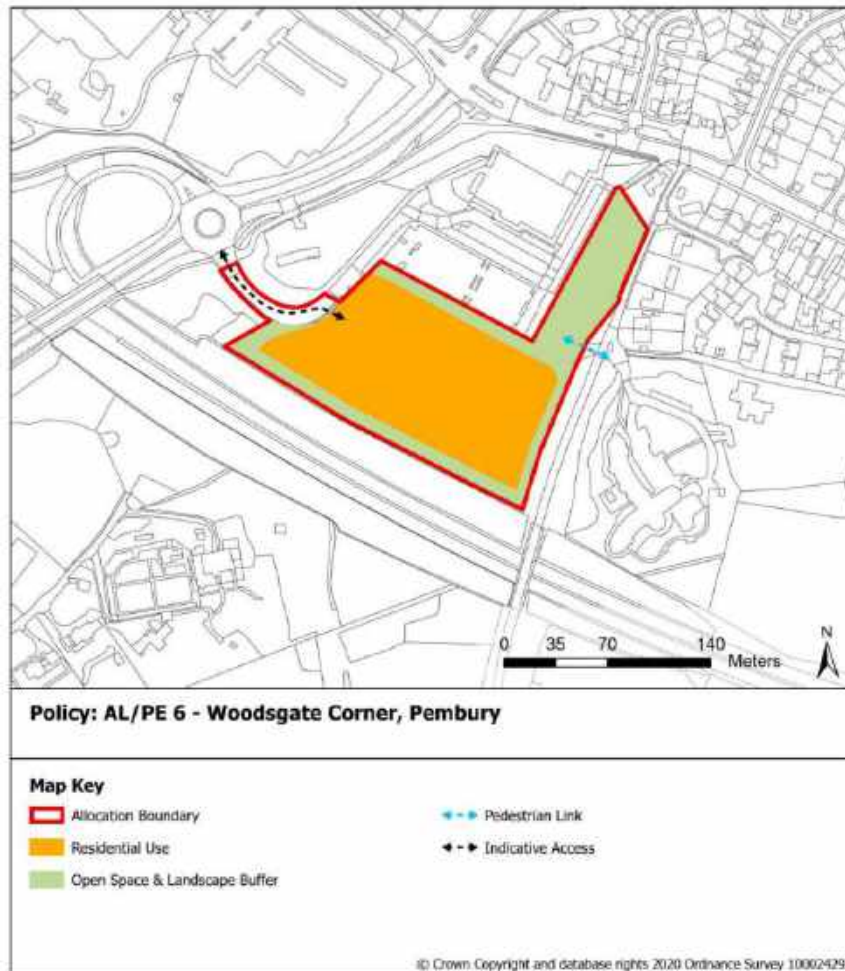 0 35 70 140
Meters
N
Policy: AL/PE 6 - Woodsgate Corner, Pembury
Map Key
Allocation Boundary
Residential Use
Open Space & Landscape Buffer
Pedestrian Link
Indicative Access
© Crown Copyright and database rights 2020 Ordnance Survey 10002429